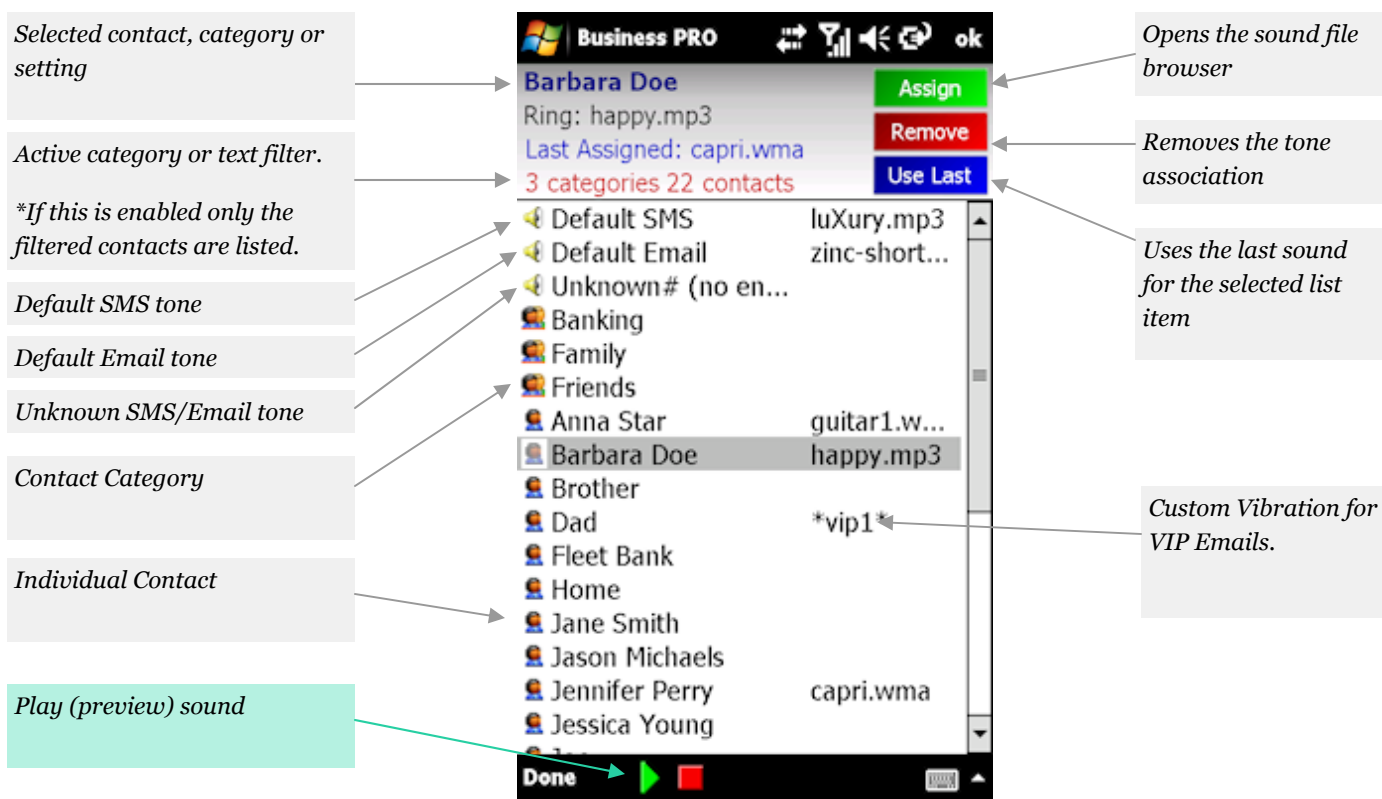 Selected contact, category or
setting
Active category or text filter.
*If this is enabled only the
filtered contacts are listed.
Default SMS tone
Default Email tone
Unknown SMS/Email tone
Contact Category
Individual Contact
Play (preview) sound
Business PRO ok
Barbara Doe
Ring: happy.mp3
Last Assigned: capri.wma
3 categories 22 contacts
Assign
Remove
Use Last
Default SMS luXury.mp3
Default Email zinc-short...
Unknown# (no en...
Banking
Family
Friends
Anna Star guitar1.w...
Barbara Doe happy.mp3
Brother
Dad *vip1*
Fleet Bank
Home
Jane Smith
Jason Michaels
Jennifer Perry capri.wma
Jessica Young
Done
Opens the sound file
browser
Removes the tone
association
Uses the last sound
for the selected list
item
Custom Vibration for
VIP Emails.